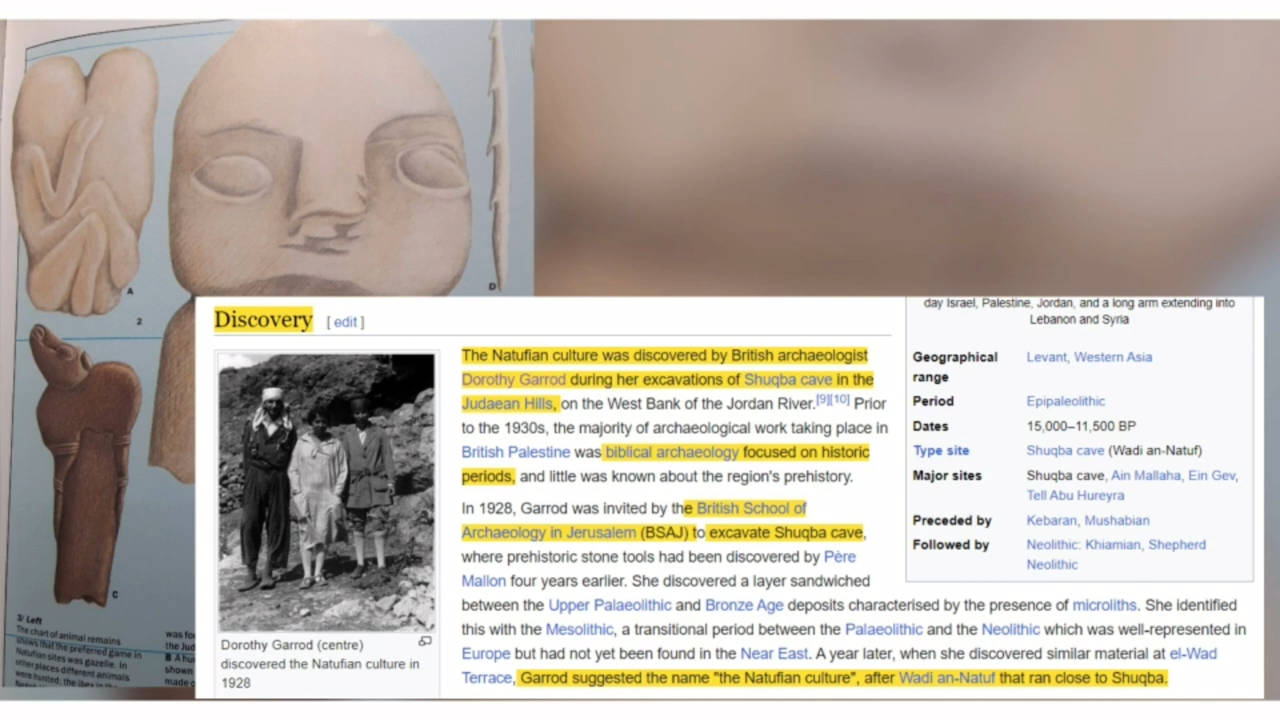 A
2
D
C
3/ Left
The chart of animal remains
shows that the preferred game in
Natufian sites was gazelle. In
other places different animals
were hunted, the ibex in the
was fo
the Jud
B A hu
shown
made o
Discovery [ edit ]
Dorothy Garrod (centre)
discovered the Natufian culture in
1928
The Natufian culture was discovered by British archaeologist
Dorothy Garrod during her excavations of Shuqba cave in the
Judaean Hills, on the West Bank of the Jordan River.[9][10] Prior
to the 1930s, the majority of archaeological work taking place in
British Palestine was biblical archaeology focused on historic
periods, and little was known about the region's prehistory.
In 1928, Garrod was invited by the British School of
Archaeology in Jerusalem (BSAJ) to excavate Shuqba cave,
where prehistoric stone tools had been discovered by Père
Mallon four years earlier. She discovered a layer sandwiched
between the Upper Palaeolithic and Bronze Age deposits characterised by the presence of microliths. She identified
this with the Mesolithic, a transitional period between the Palaeolithic and the Neolithic which was well-represented in
Europe but had not yet been found in the Near East. A year later, when she discovered similar material at el-Wad
Terrace, Garrod suggested the name "the Natufian culture", after Wadi an-Natuf that ran close to Shuqba.
day Israel, Palestine, Jordan, and a long arm extending into
Lebanon and Syria
Geographical range Levant, Western Asia
Period Epipaleolithic
Dates 15,000–11,500 BP
Type site Shuqba cave (Wadi an-Natuf)
Major sites Shuqba cave, Ain Mallaha, Ein Gev,
Tell Abu Hureyra
Preceded by Kebaran, Mushabian
Followed by Neolithic: Khiamian, Shepherd
Neolithic